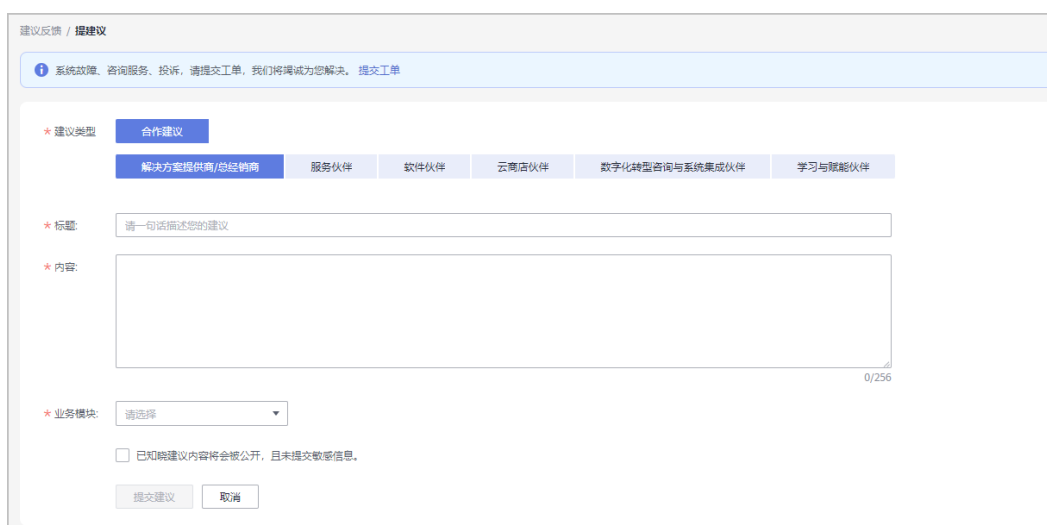 建议反馈 / 提建议
系统故障、咨询服务、投诉，请提交工单，我们将竭诚为您解决。 提交工单
* 建议类型 合作建议
解决方案提供商/总经销商 服务伙伴 软件伙伴 云商店伙伴 数字化转型咨询与系统集成伙伴 学习与赋能伙伴
* 标题: 请一句话描述您的建议
* 内容:
0/256
* 业务模块: 请选择
已知晓建议内容将会被公开，且未提交敏感信息。
提交建议 取消